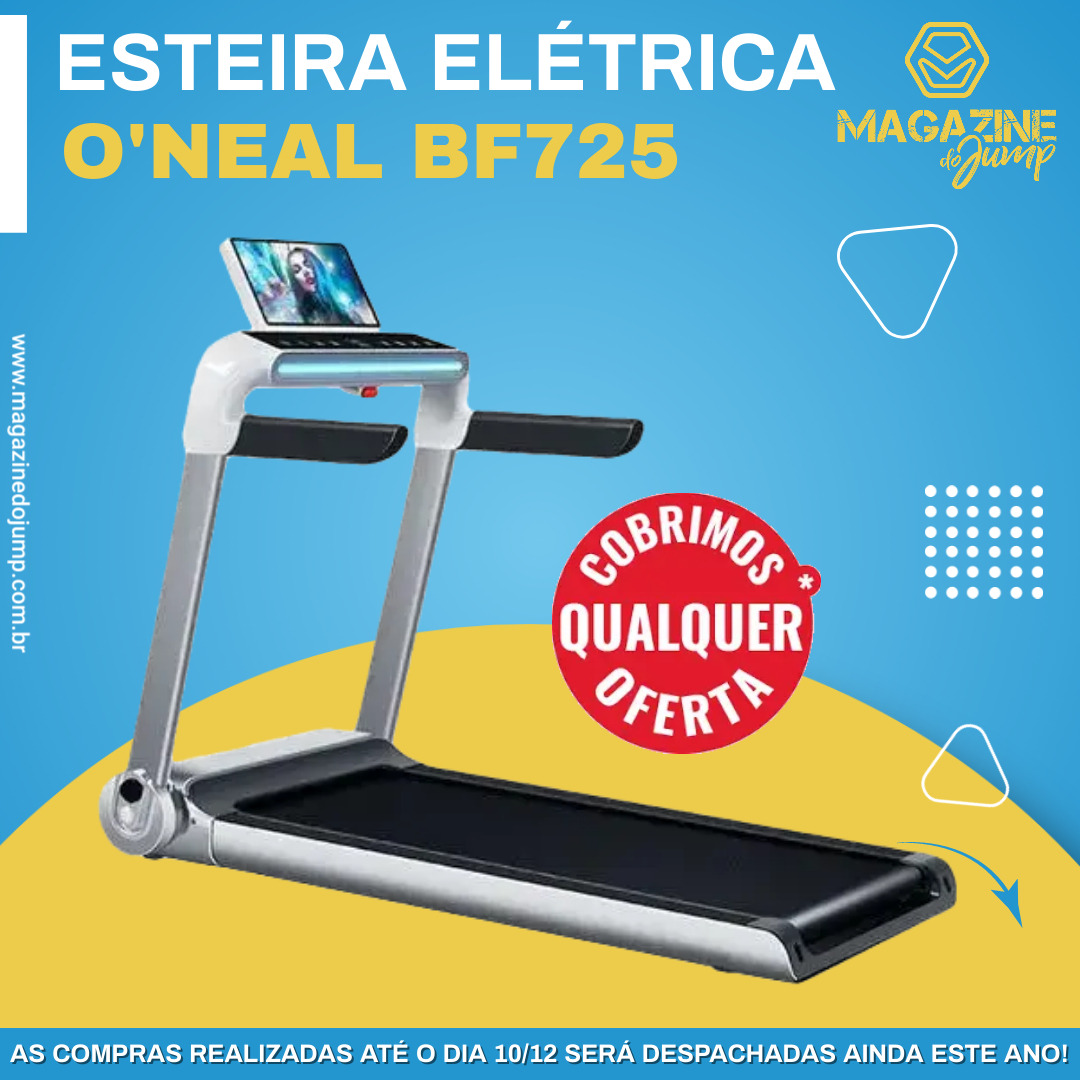 ESTEIRA ELÉTRICA
O'NEAL BF725
MAGAZINE
do Jump
www.magazinedojump.com.br
COBRIMOS
QUALQUER
OFERTA
*
AS COMPRAS REALIZADAS ATÉ O DIA 10/12 SERÁ DESPACHADAS AINDA ESTE ANO!